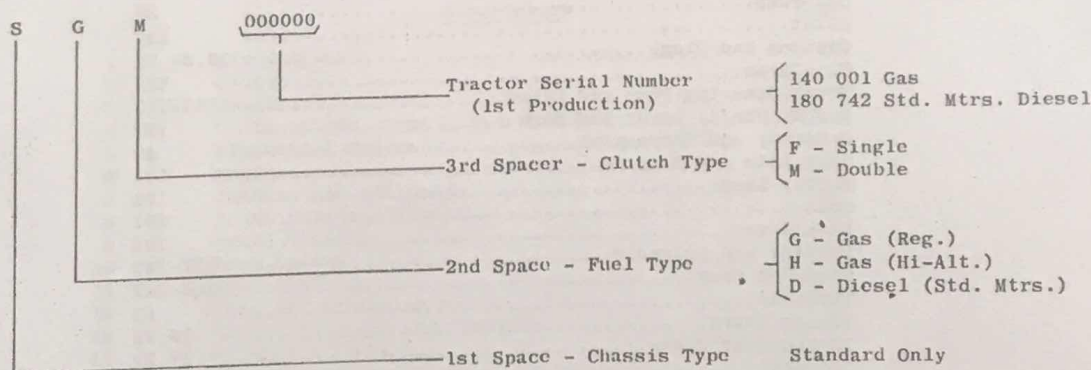 S G M 000000
Tractor Serial Number 140 001 Gas
(1st Production) 180 742 Std. Mtrs. Diesel
3rd Spacer - Clutch Type F - Single
M - Double
G - Gas (Reg.)
2nd Space - Fuel Type H - Gas (Hi-Alt.)
D - Diesel (Std. Mtrs.)
1st Space - Chassis Type Standard Only